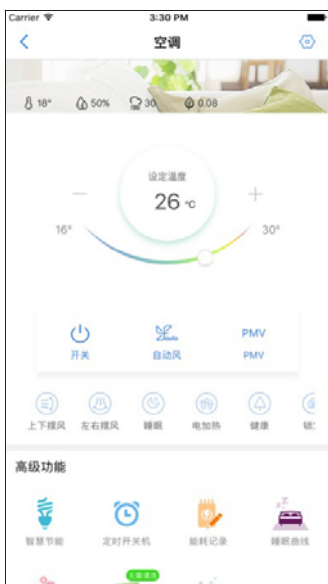 Carrier 3:30 PM
空调
18° 50% 30 0.08
设定温度
26 ℃
16° 30°
开关 自动风 PMV PMV
上下摆风 左右摆风 睡眠 电加热 健康
高级功能
智慧节能 定时开关机 能耗记录 睡眠曲线